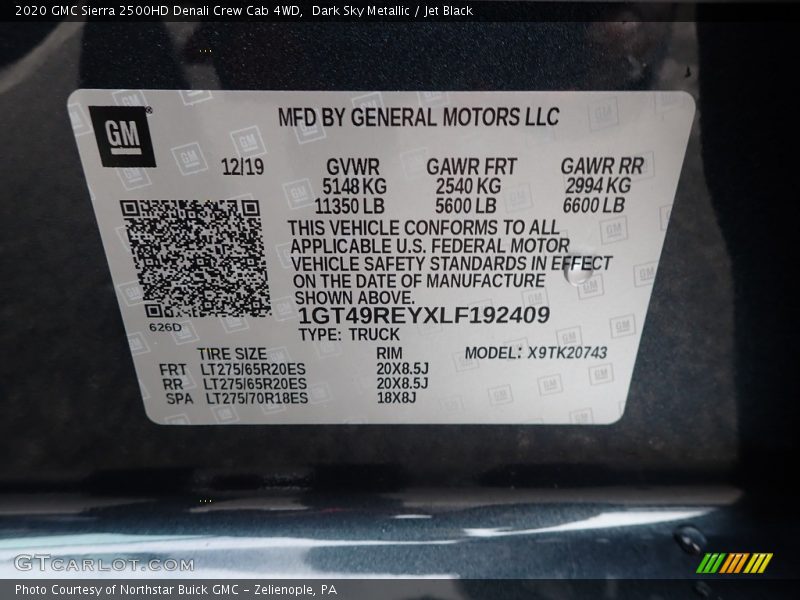 2020 GMC Sierra 2500HD Denali Crew Cab 4WD,  Dark Sky Metallic / Jet Black
GM®
MFD BY GENERAL MOTORS LLC
12/19 GVWR GAWR FRT GAWR RR
5148 KG 2540 KG 2994 KG
11350 LB 5600 LB 6600 LB
THIS VEHICLE CONFORMS TO ALL
APPLICABLE U.S. FEDERAL MOTOR
VEHICLE SAFETY STANDARDS IN EFFECT
ON THE DATE OF MANUFACTURE
SHOWN ABOVE.
626D
1GT49REYXLF192409
TYPE: TRUCK
TIRE SIZE RIM MODEL: X9TK20743
FRT LT275/65R20ES 20X8.5J
RR LT275/65R20ES 20X8.5J
SPA LT275/70R18ES 18X8J
GTCARLOT.COM
Photo Courtesy of Northstar Buick GMC - Zelienople, PA